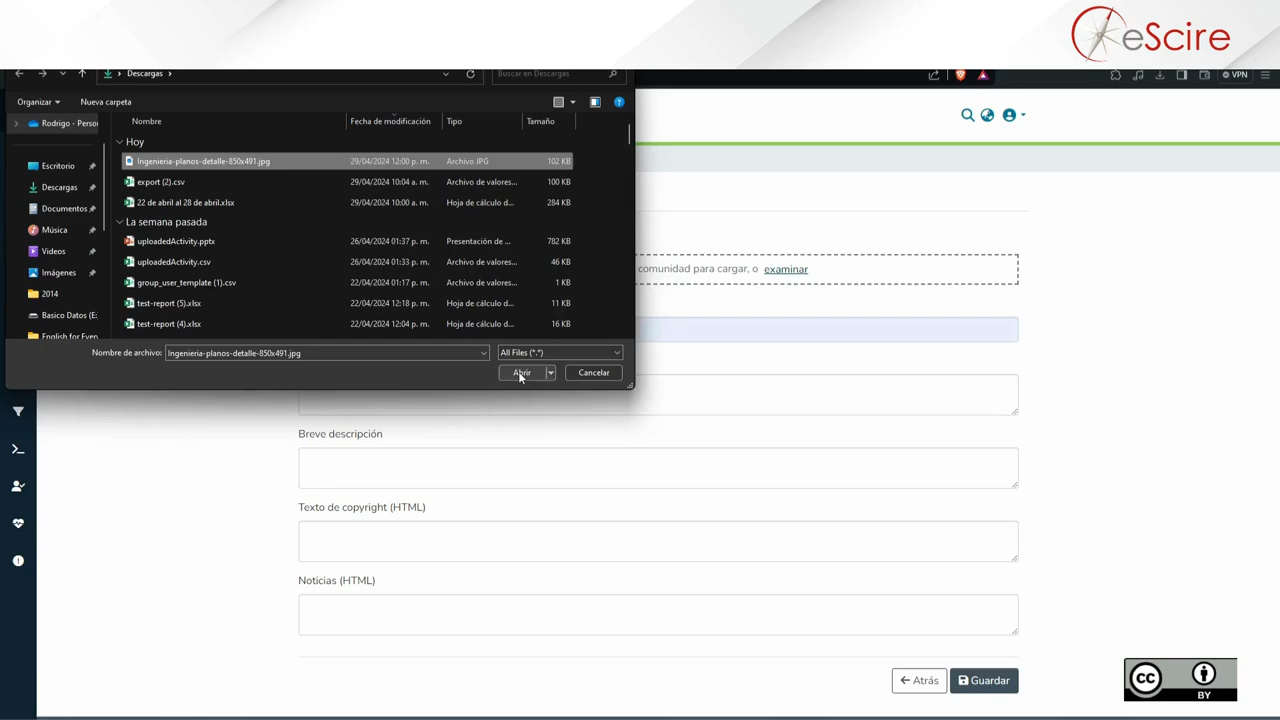 eScire
Descargas
Buscar en Descargas
VPN
Organizar
Nueva carpeta
Nombre
Fecha de modificación
Tipo
Tamaño
Rodrigo - Perso
Hoy
Escritorio
Ingenieria-planos-detalle-850x491.jpg
29/04/2024 12:00 p. m.
Archivo JPG
102 KB
Descargas
export (2).csv
29/04/2024 10:04 a. m.
Archivo de valores...
100 KB
Documentos
22 de abril al 28 de abril.xlsx
29/04/2024 10:00 a. m.
Hoja de cálculo d...
284 KB
Música
La semana pasada
Videos
uploadedActivity.pptx
26/04/2024 01:37 p. m.
Presentación de ...
782 KB
Imágenes
uploadedActivity.csv
26/04/2024 01:33 p. m.
Archivo de valores...
46 KB
2014
group_user_template (1).csv
22/04/2024 01:17 p. m.
Archivo de valores...
1 KB
Basico Datos (E:
test-report (5).xlsx
22/04/2024 12:18 p. m.
Hoja de cálculo d...
11 KB
English for Even
test-report (4).xlsx
22/04/2024 12:04 p. m.
Hoja de cálculo d...
16 KB
Nombre de archivo:
Ingenieria-planos-detalle-850x491.jpg
All Files (*.*)
Abrir
Cancelar
comunidad para cargar, o examinar
Breve descripción
Texto de copyright (HTML)
Noticias (HTML)
Atrás
Guardar
cc
BY